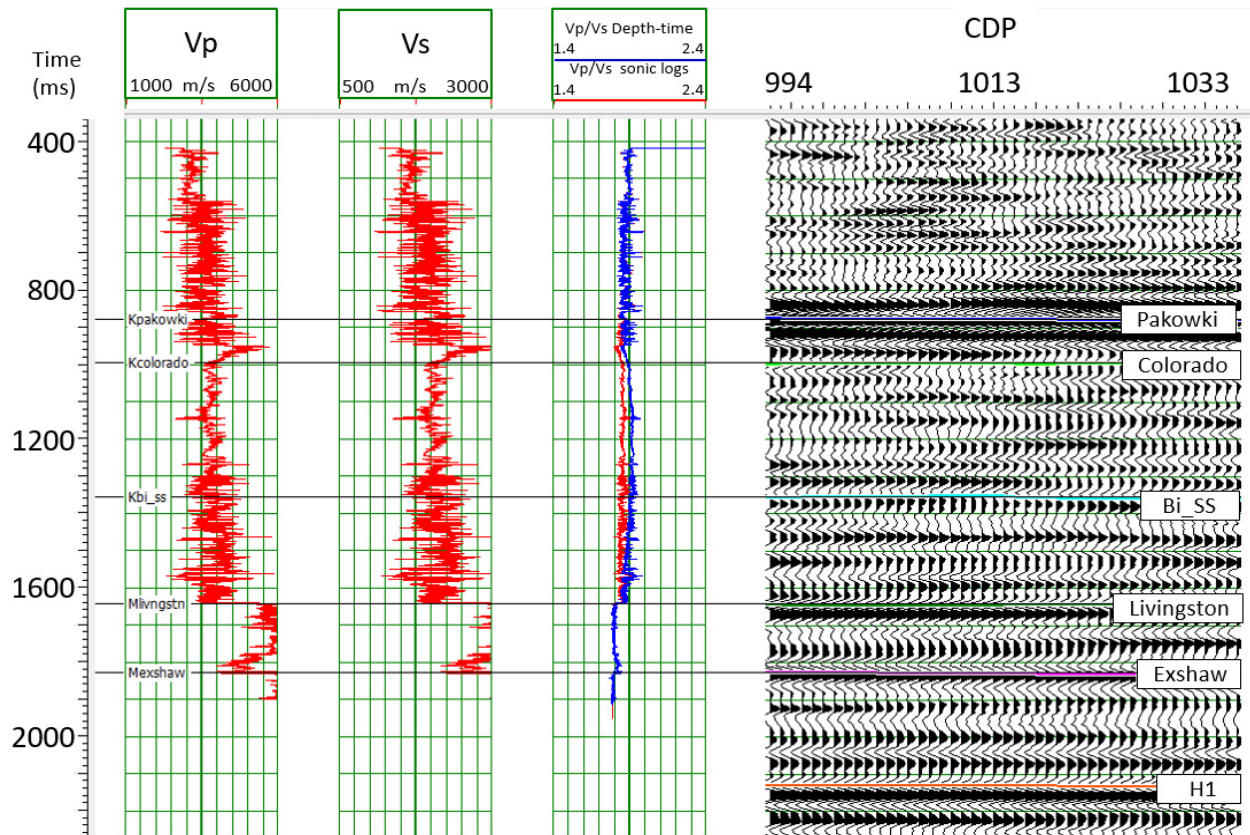 Time
(ms)
Vp
1000 m/s 6000
Vs
500 m/s 3000
Vp/Vs Depth-time
1.4 2.4
Vp/Vs sonic logs
1.4 2.4
CDP
994 1013 1033
400
800
Kpakowki
Pakowki
Kcolorado
Colorado
1200
Kbi_ss
Bi_SS
1600
Mlivngstn
Livingston
Mexshaw
Exshaw
2000
H1